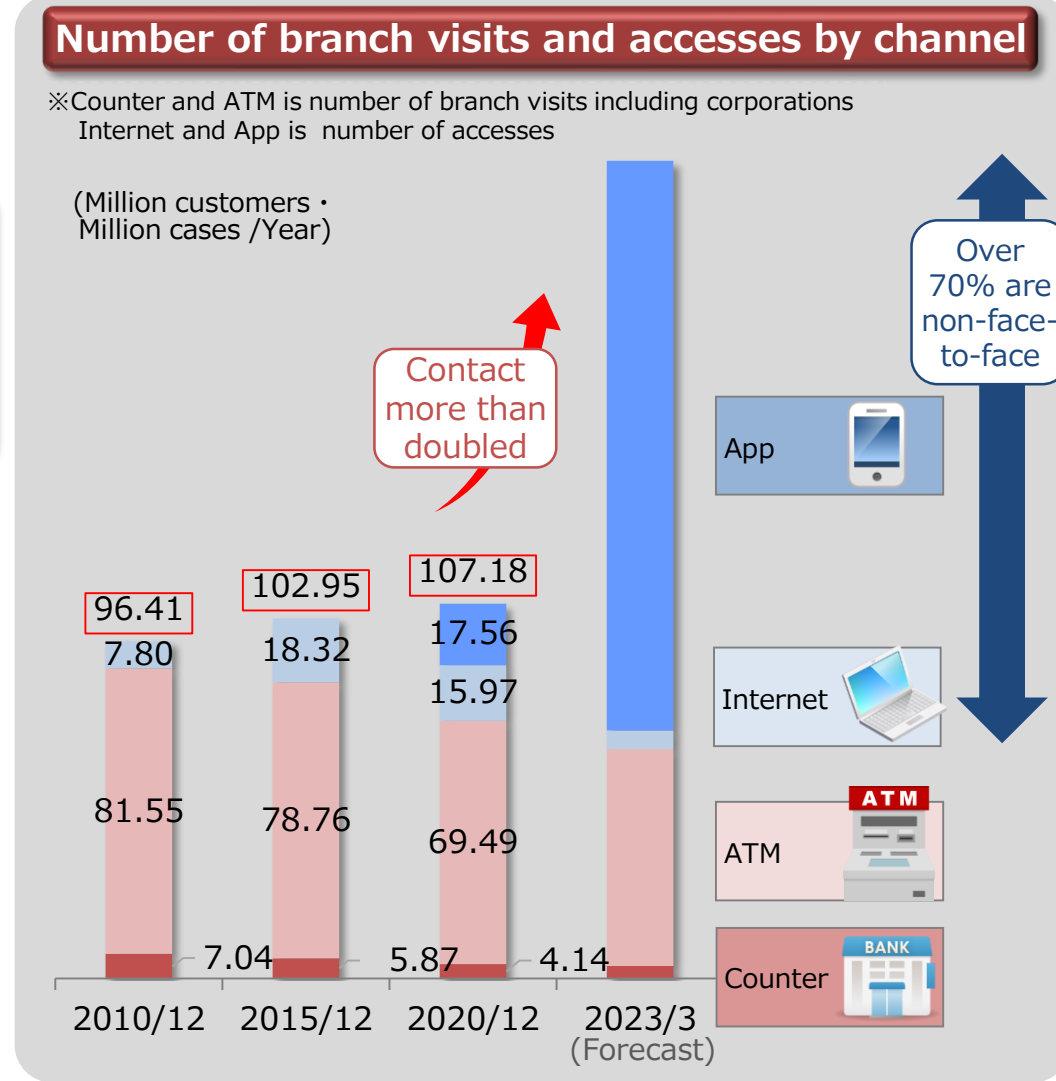 Number of branch visits and accesses by channel
※Counter and ATM is number of branch visits including corporations
Internet and App is number of accesses
(Million customers・
Million cases /Year)
Over
70% are
non-face-
to-face
Contact
more than
doubled
App
96.41
102.95
107.18
7.80
18.32
17.56
15.97
Internet
81.55
78.76
69.49
ATM
ATM
7.04
5.87
4.14
BANK
Counter
2010/12
2015/12
2020/12
2023/3
(Forecast)